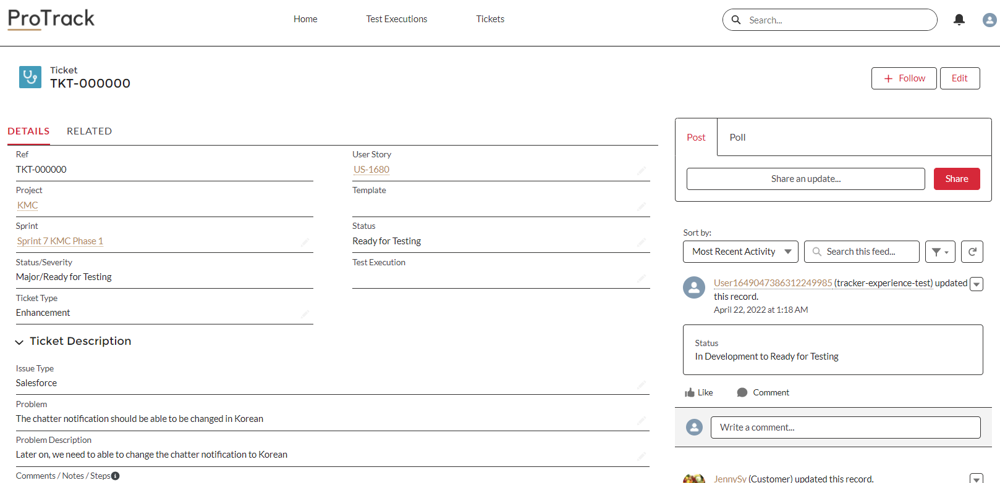 ProTrack
Home
Test Executions
Tickets
Search...
Ticket
TKT-000000
Follow
Edit
DETAILS
RELATED
Ref
TKT-000000
User Story
US-1680
Project
KMC
Template
Sprint
Sprint 7 KMC Phase 1
Status
Ready for Testing
Status/Severity
Major/Ready for Testing
Test Execution
Ticket Type
Enhancement
Ticket Description
Issue Type
Salesforce
Problem
The chatter notification should be able to be changed in Korean
Problem Description
Later on, we need to able to change the chatter notification to Korean
Comments / Notes / Steps
Post
Poll
Share an update...
Share
Sort by:
Most Recent Activity
Search this feed...
User1649047386312249985 (tracker-experience-test) updated
this record.
April 22, 2022 at 1:18 AM
Status
In Development to Ready for Testing
Like
Comment
Write a comment...
JennySy (Customer) updated this record.